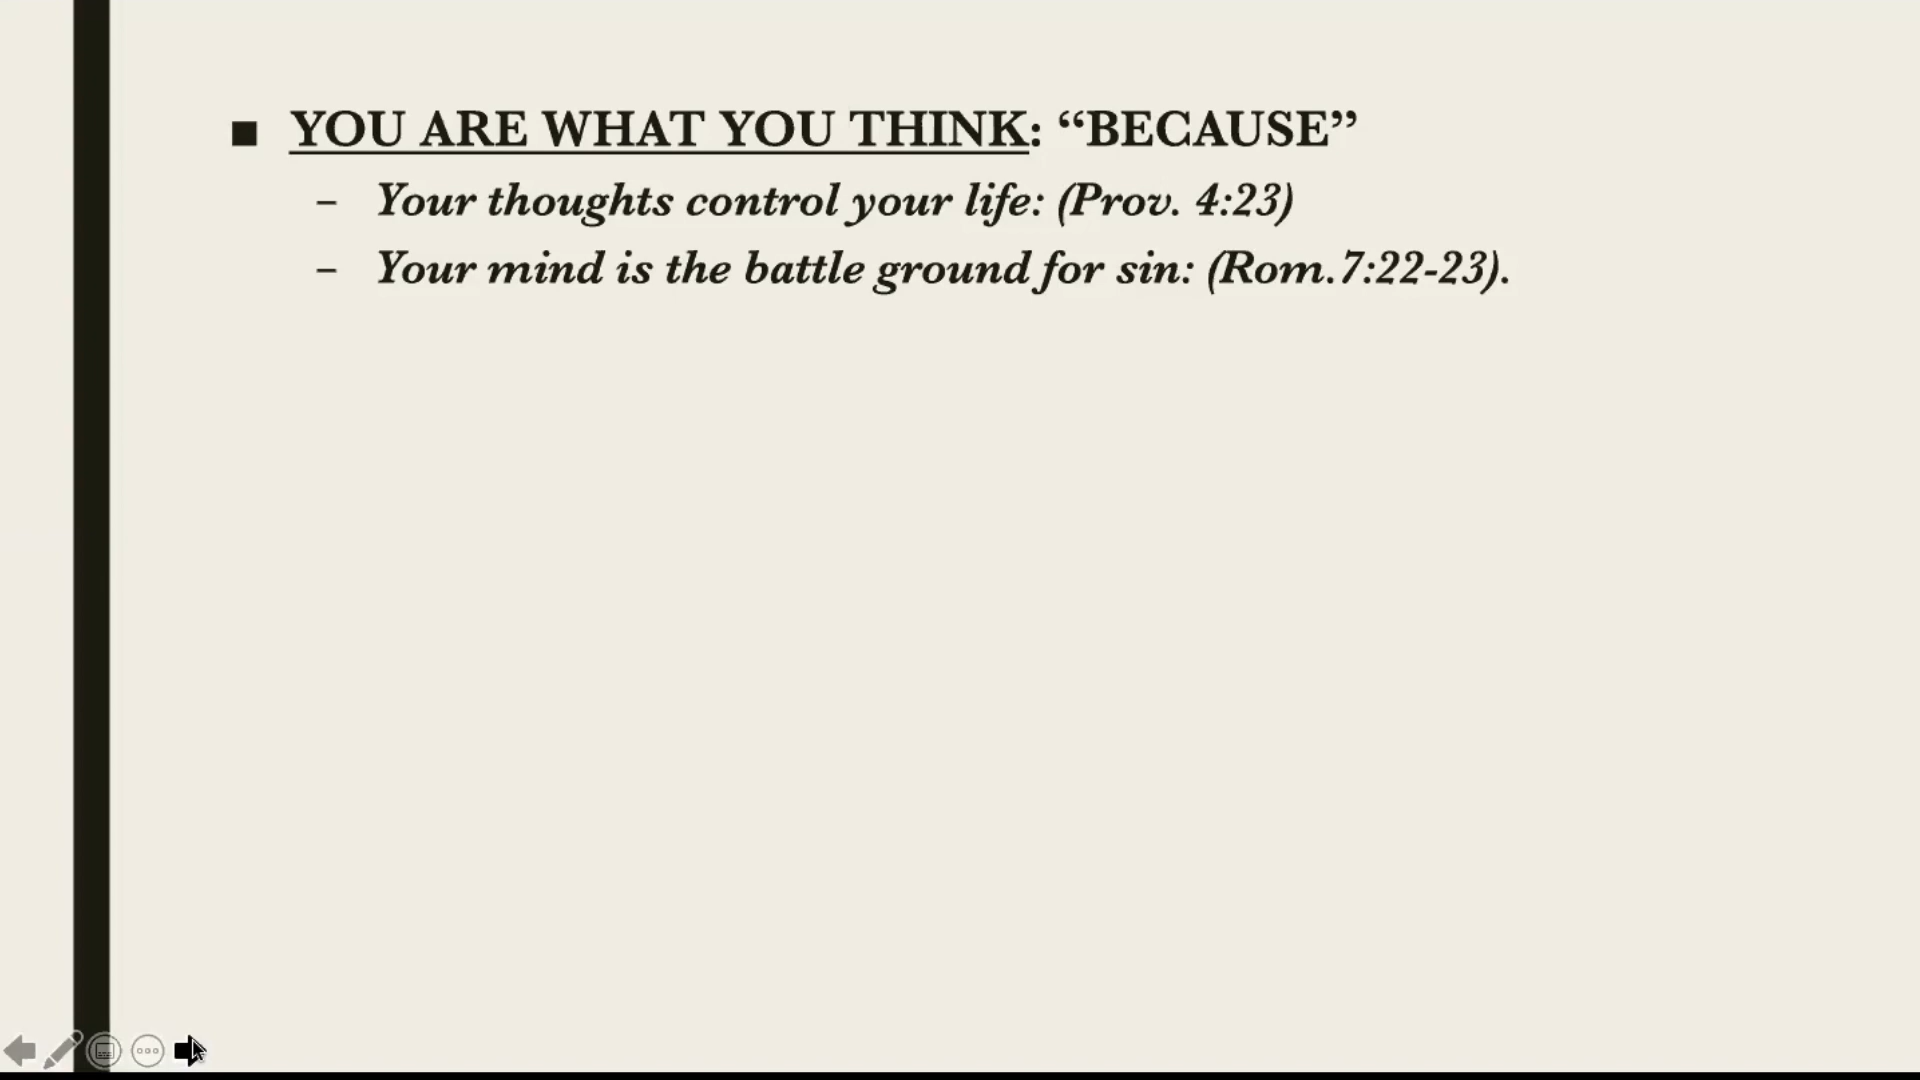 ■ YOU ARE WHAT YOU THINK: “BECAUSE”
– Your thoughts control your life: (Prov. 4:23)
– Your mind is the battle ground for sin: (Rom.7:22-23).